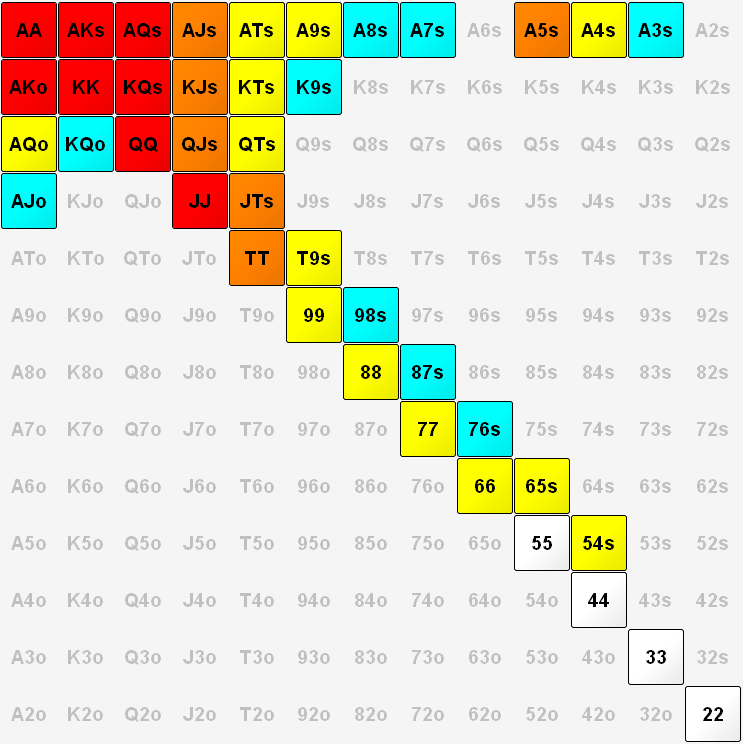 AA AKs AQs AJs ATs A9s A8s A7s A6s A5s A4s A3s A2s
AKo KK KQs KJs KTs K9s K8s K7s K6s K5s K4s K3s K2s
AQo KQo QQ QJs QTs Q9s Q8s Q7s Q6s Q5s Q4s Q3s Q2s
AJo KJo QJo JJ JTs J9s J8s J7s J6s J5s J4s J3s J2s
ATo KTo QTo JTo TT T9s T8s T7s T6s T5s T4s T3s T2s
A9o K9o Q9o J9o T9o 99 98s 97s 96s 95s 94s 93s 92s
A8o K8o Q8o J8o T8o 98o 88 87s 86s 85s 84s 83s 82s
A7o K7o Q7o J7o T7o 97o 87o 77 76s 75s 74s 73s 72s
A6o K6o Q6o J6o T6o 96o 86o 76o 66 65s 64s 63s 62s
A5o K5o Q5o J5o T5o 95o 85o 75o 65o 55 54s 53s 52s
A4o K4o Q4o J4o T4o 94o 84o 74o 64o 54o 44 43s 42s
A3o K3o Q3o J3o T3o 93o 83o 73o 63o 53o 43o 33 32s
A2o K2o Q2o J2o T2o 92o 82o 72o 62o 52o 42o 32o 22